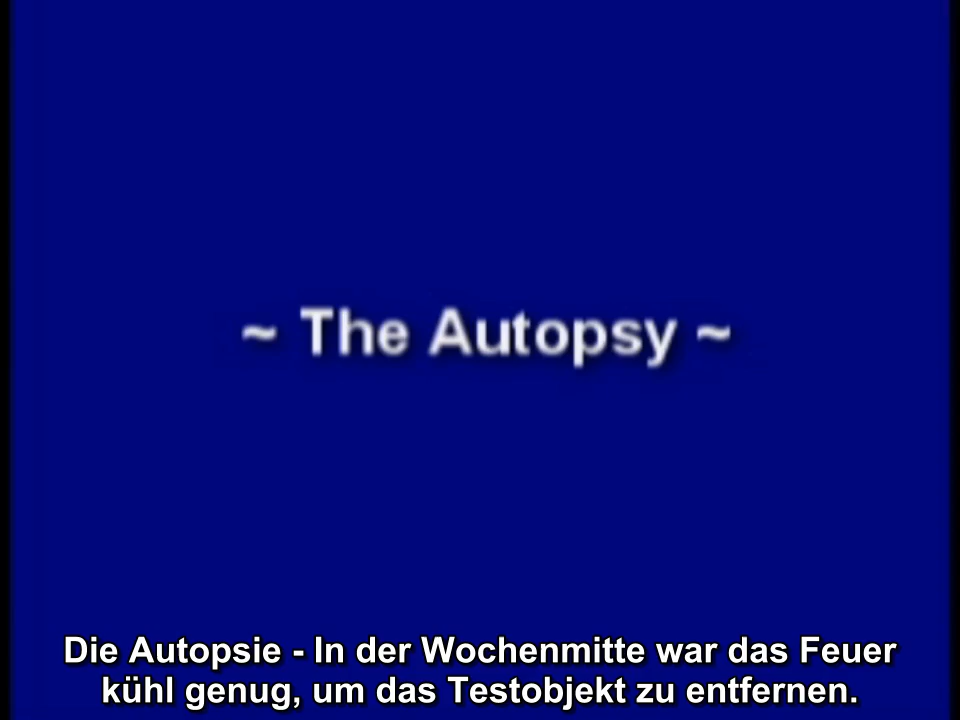 ~ The Autopsy ~
Die Autopsie - In der Wochenmitte war das Feuer
kühl genug, um das Testobjekt zu entfernen.